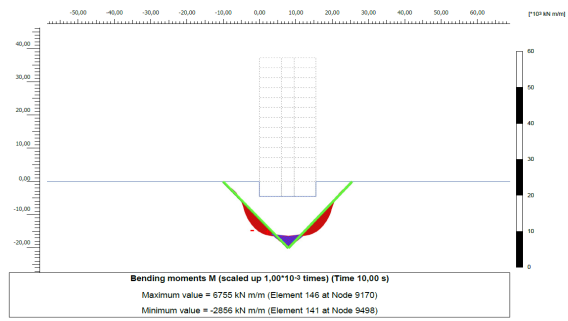 -50,00 -40,00 -30,00 -20,00 -10,00 0,00 10,00 20,00 30,00 40,00 50,00 60,00
[*10³ kN m/m]
40,00
30,00
20,00
10,00
0,00
-10,00
-20,00
60
50
40
30
20
10
0
Bending moments M (scaled up 1,00*10⁻³ times) (Time 10,00 s)
Maximum value = 6755 kN m/m (Element 146 at Node 9170)
Minimum value = -2856 kN m/m (Element 141 at Node 9498)